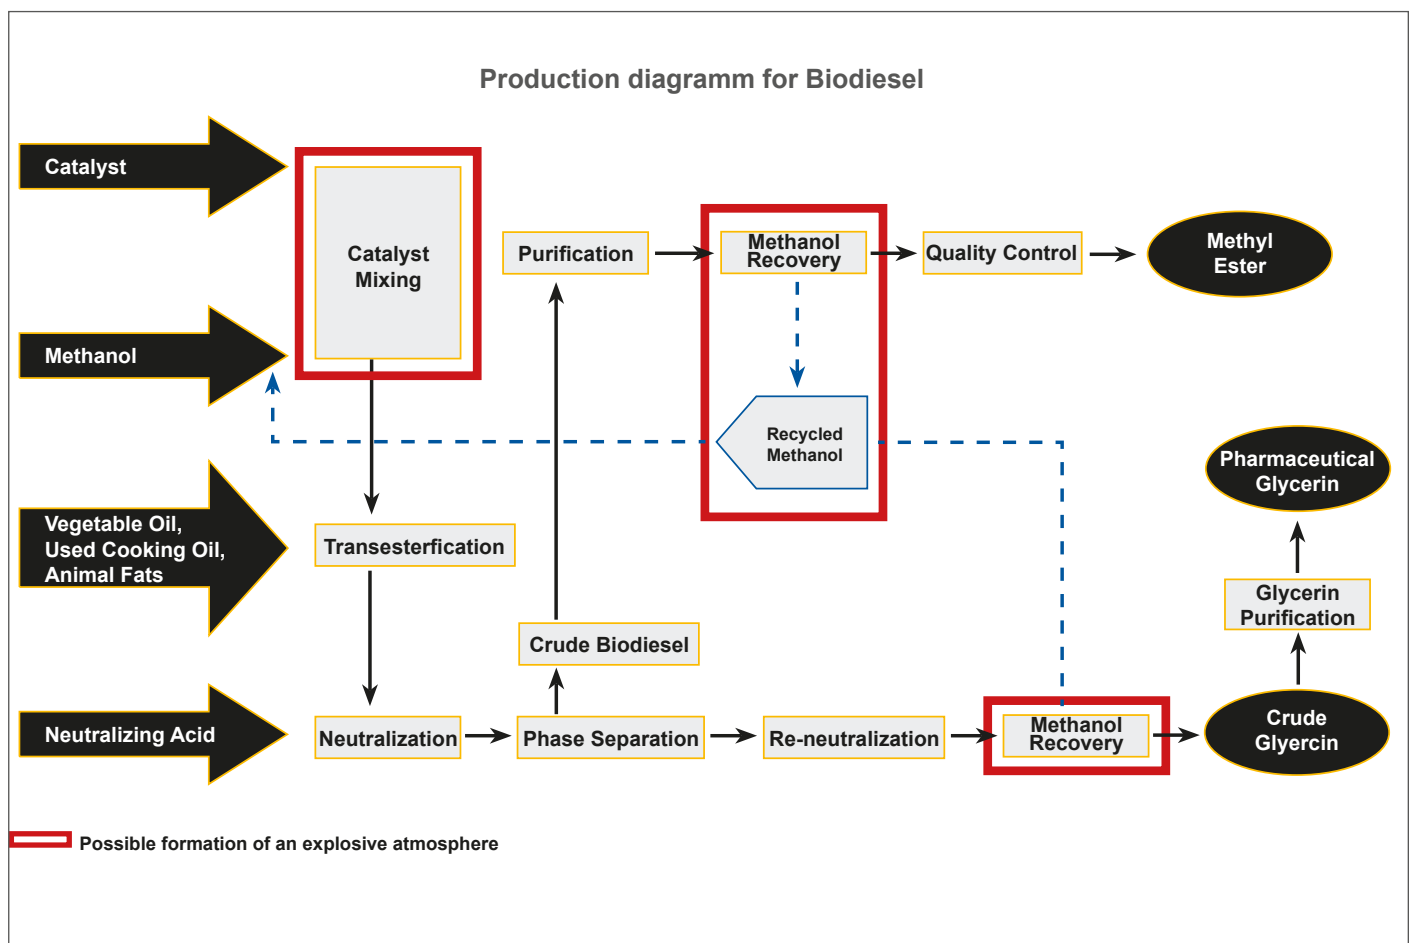 Production diagramm for Biodiesel
Catalyst
Catalyst
Mixing
Methanol
Purification
Methanol
Recovery
Quality Control
Methyl
Ester
Recycled
Methanol
Pharmaceutical
Glycerin
Vegetable Oil,
Used Cooking Oil,
Animal Fats
Transesterfication
Glycerin
Purification
Crude Biodiesel
Neutralizing Acid
Neutralization
Phase Separation
Re-neutralization
Methanol
Recovery
Crude
Glyercin
Possible formation of an explosive atmosphere